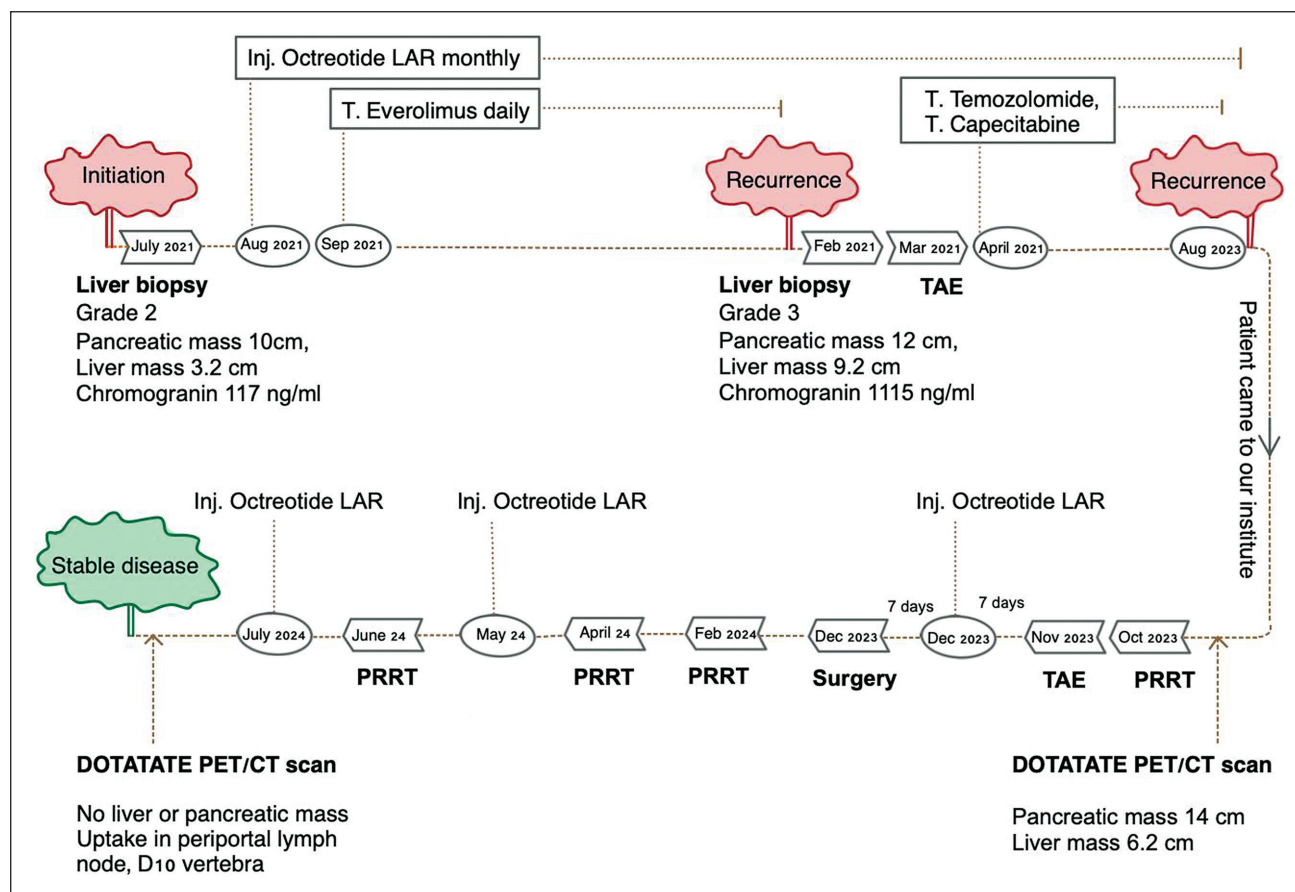 Inj. Octreotide LAR monthly
T. Everolimus daily
T. Temozolomide,
T. Capecitabine
Initiation
Recurrence
Recurrence
July 2021
Aug 2021
Sep 2021
Feb 2021
Mar 2021
April 2021
Aug 2023
Liver biopsy
Grade 2
Pancreatic mass 10cm,
Liver mass 3.2 cm
Chromogranin 117 ng/ml
Liver biopsy
Grade 3
Pancreatic mass 12 cm,
Liver mass 9.2 cm
Chromogranin 1115 ng/ml
TAE
Patient came to our institute
Inj. Octreotide LAR
Inj. Octreotide LAR
Inj. Octreotide LAR
Stable disease
July 2024
June 24
May 24
April 24
Feb 2024
Dec 2023
7 days
Dec 2023
7 days
Nov 2023
Oct 2023
PRRT
PRRT
PRRT
Surgery
TAE
PRRT
DOTATATE PET/CT scan
No liver or pancreatic mass
Uptake in periportal lymph
node, D10 vertebra
DOTATATE PET/CT scan
Pancreatic mass 14 cm
Liver mass 6.2 cm